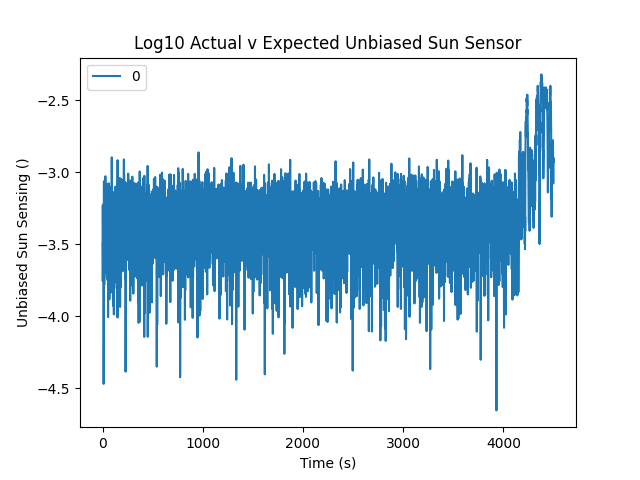 Log10 Actual v Expected Unbiased Sun Sensor
0
−2.5
−3.0
−3.5
−4.0
−4.5
Unbiased Sun Sensing ()
0 1000 2000 3000 4000
Time (s)